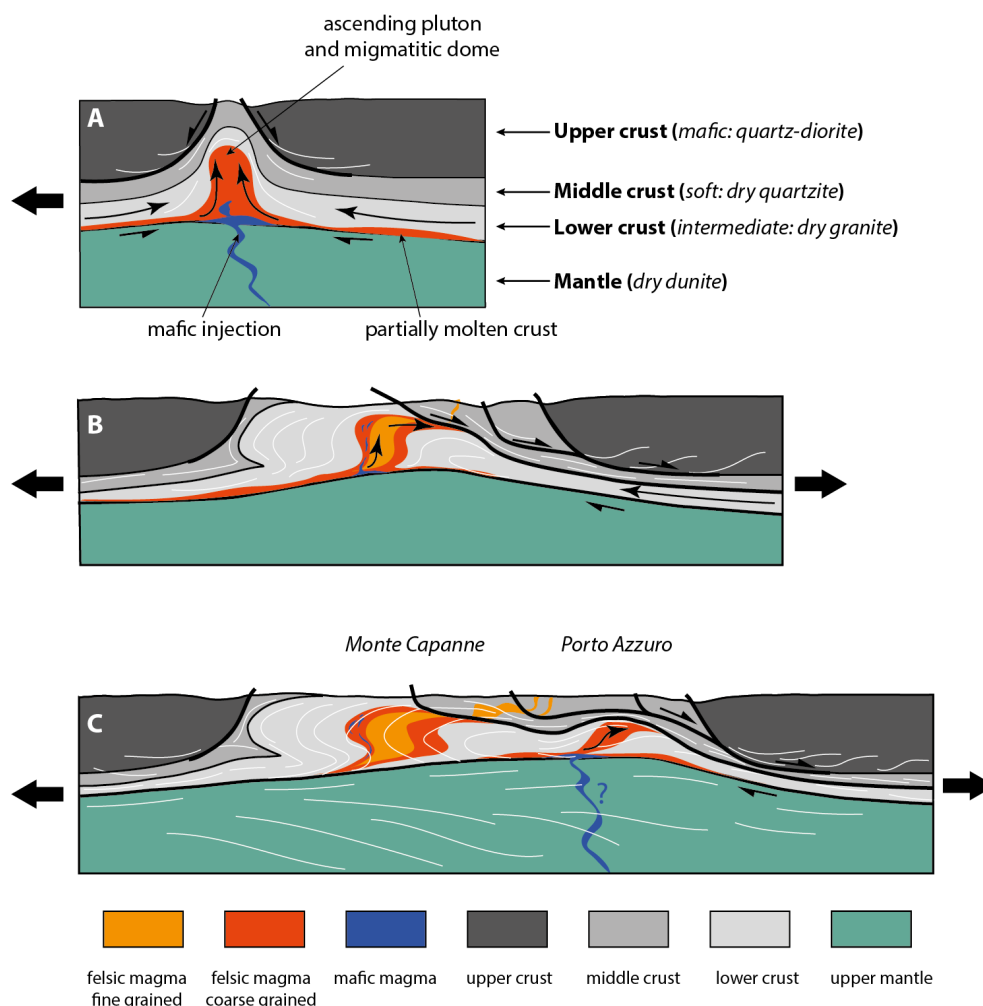 ascending pluton
and migmatitic dome
A
Upper crust (mafic: quartz-diorite)
Middle crust (soft: dry quartzite)
Lower crust (intermediate: dry granite)
Mantle (dry dunite)
mafic injection
partially molten crust
B
Monte Capanne
Porto Azzuro
C
?
felsic magma
fine grained
felsic magma
coarse grained
mafic magma
upper crust
middle crust
lower crust
upper mantle